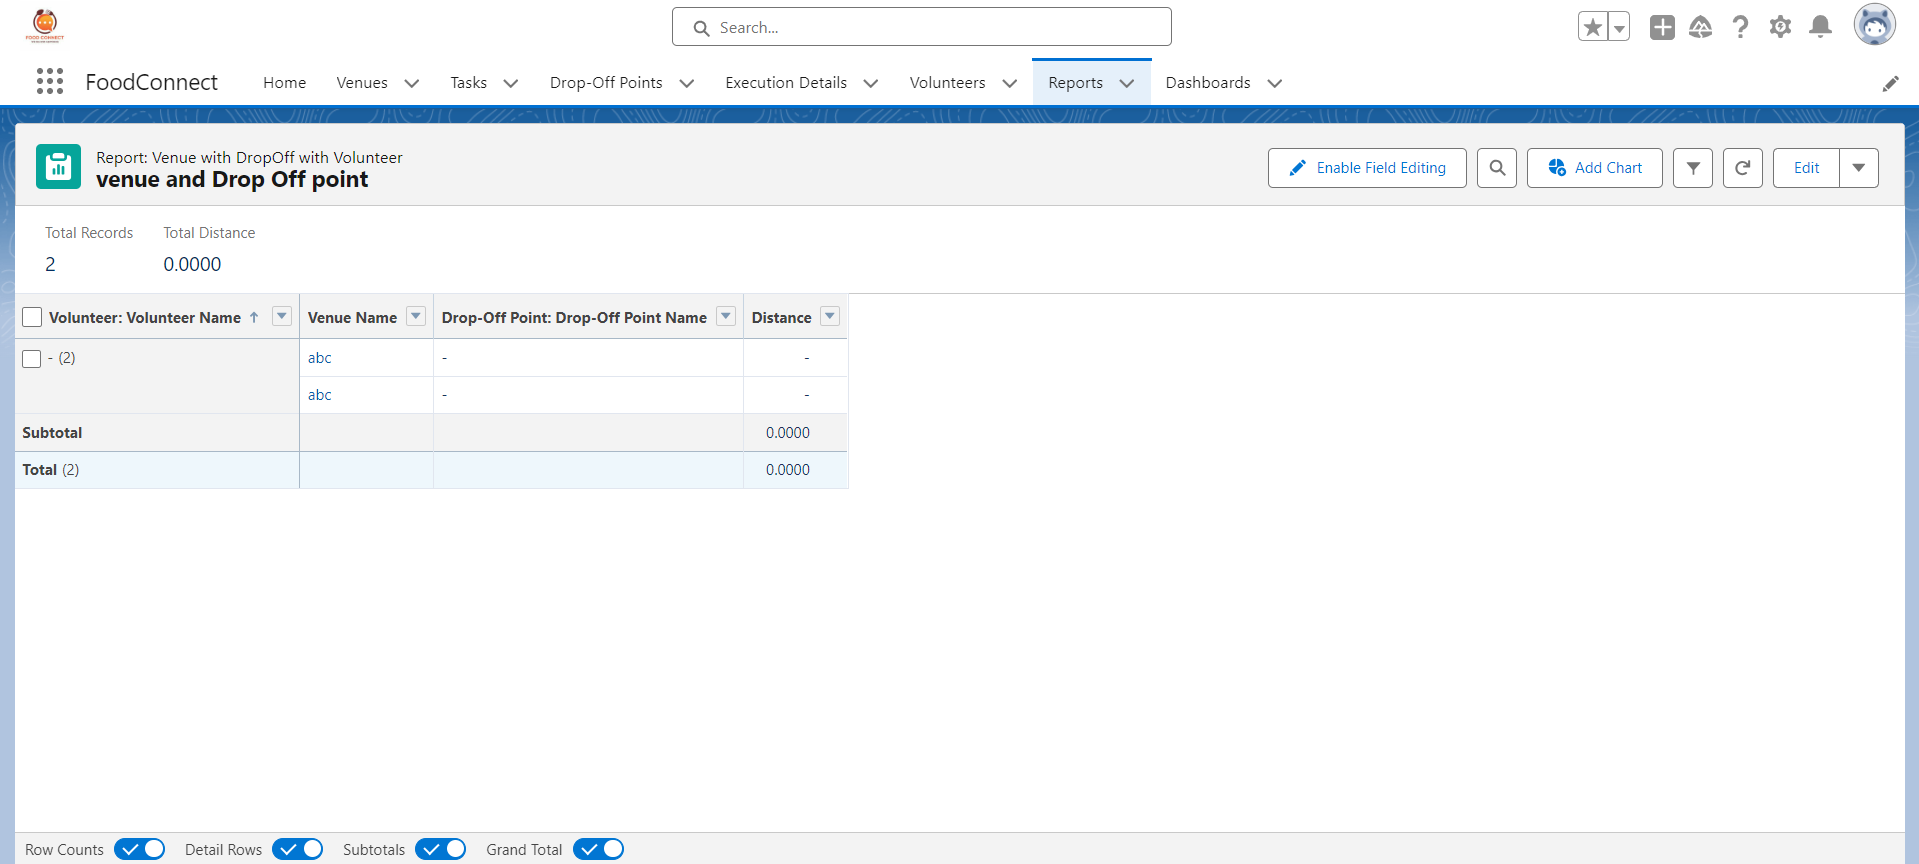 FOOD CONNECT
Search...
FoodConnect
Home
Venues
Tasks
Drop-Off Points
Execution Details
Volunteers
Reports
Dashboards
Report: Venue with DropOff with Volunteer
venue and Drop Off point
Enable Field Editing
Add Chart
Edit
Total Records
Total Distance
2
0.0000
Volunteer: Volunteer Name ↑
Venue Name
Drop-Off Point: Drop-Off Point Name
Distance
- (2)
abc
-
-
abc
-
-
Subtotal
0.0000
Total (2)
0.0000
Row Counts
Detail Rows
Subtotals
Grand Total